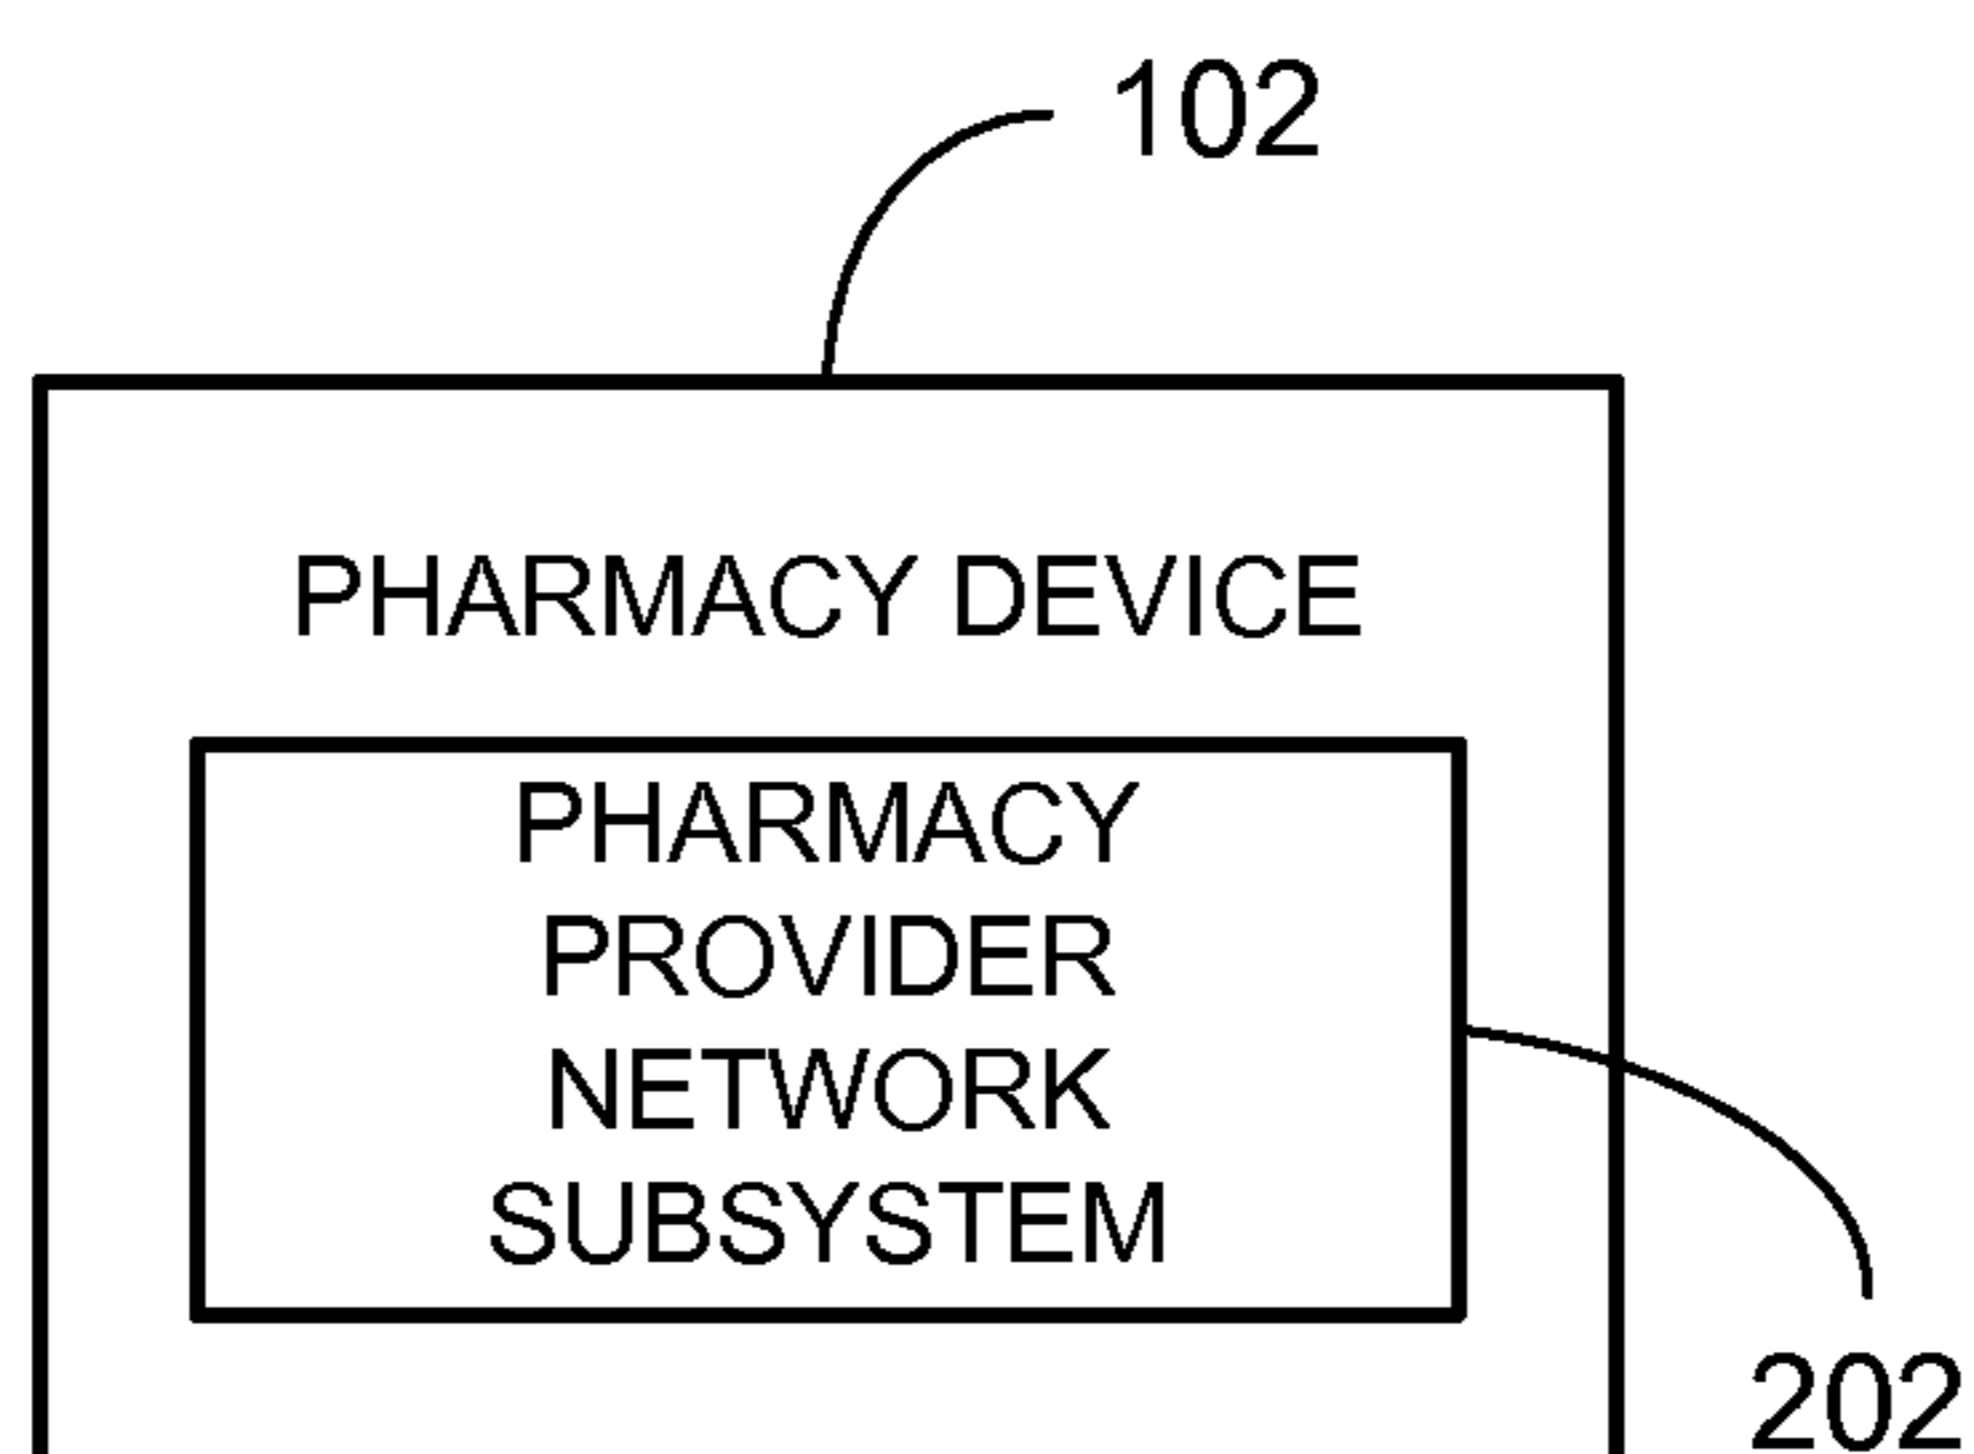 102
PHARMACY DEVICE
PHARMACY
PROVIDER
NETWORK
SUBSYSTEM
202